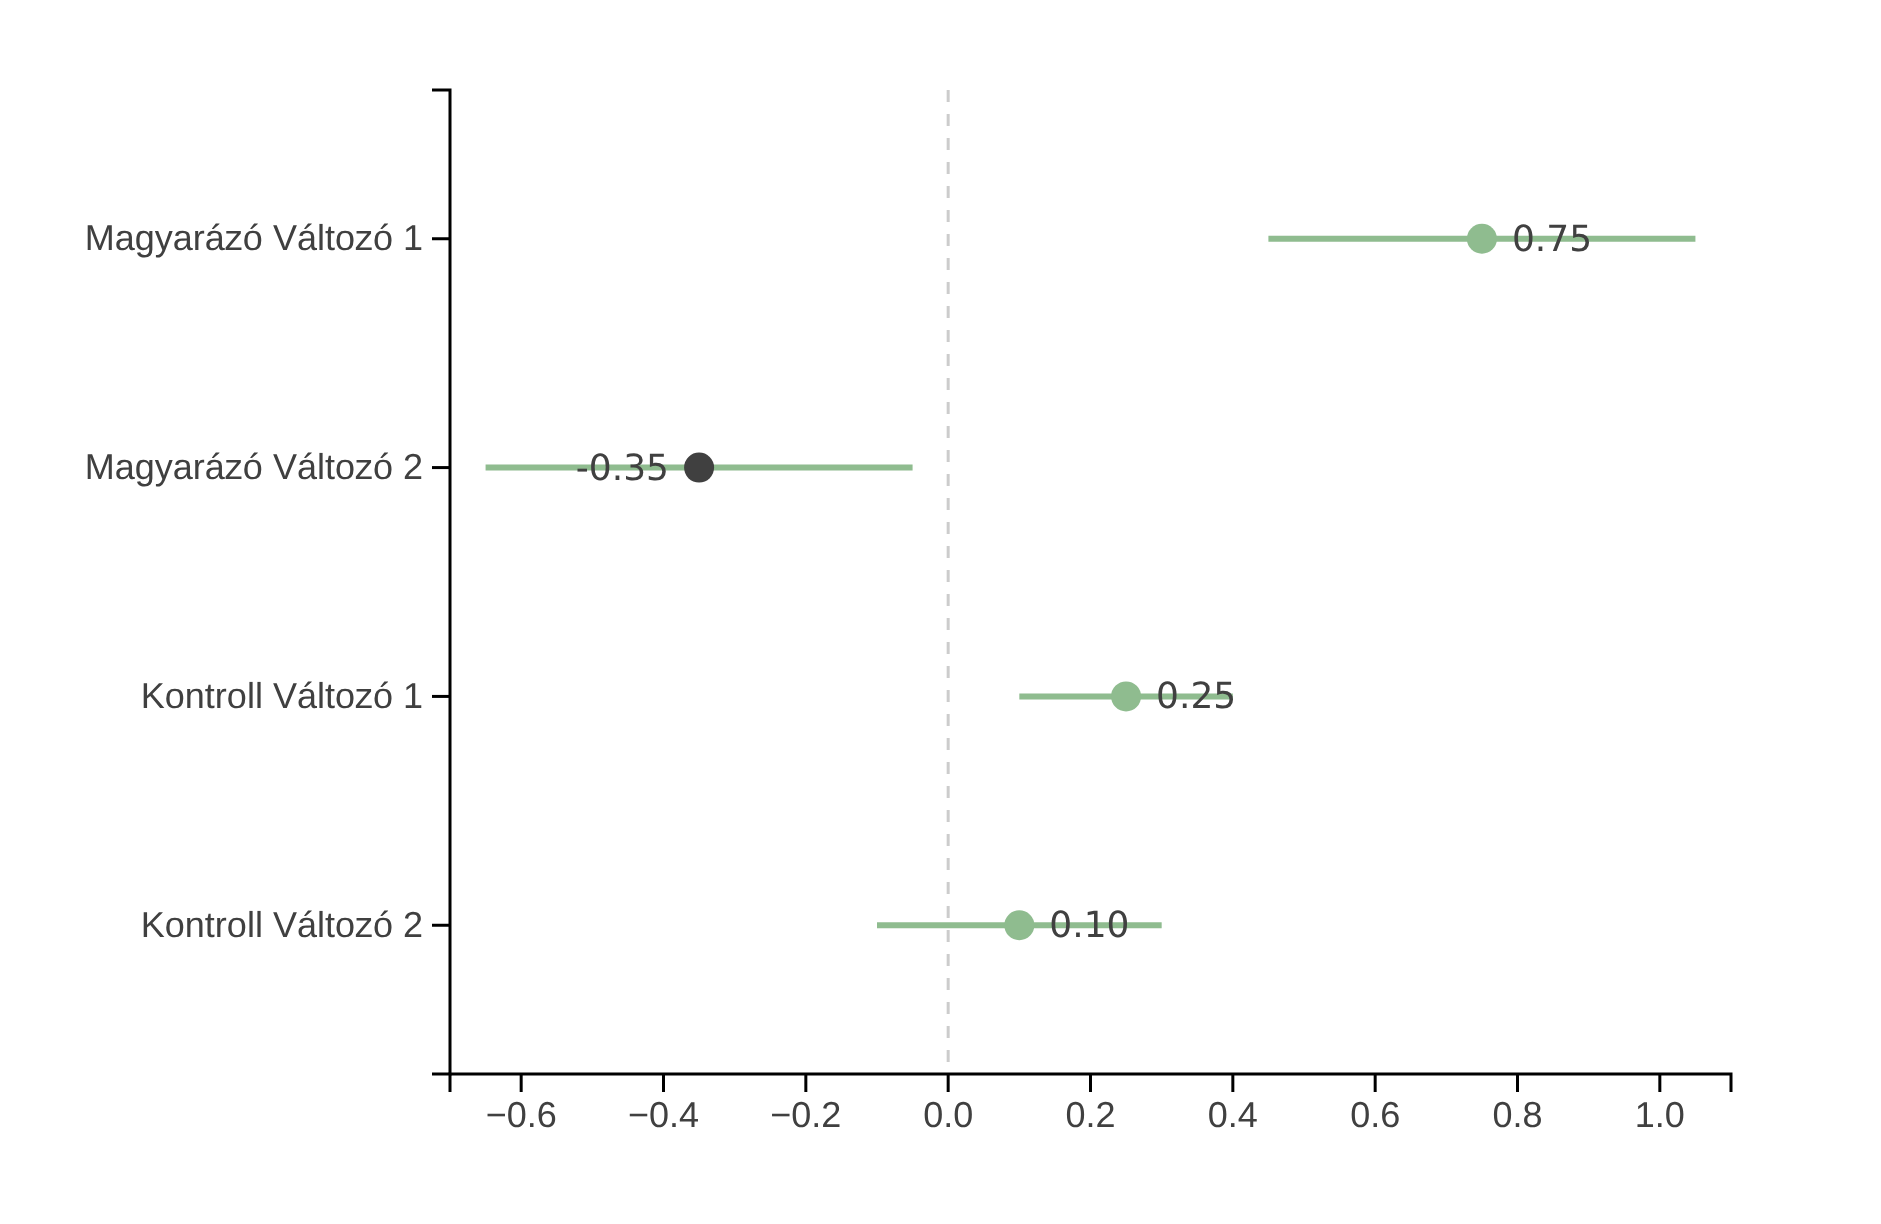 Magyarázó Változó 1
0.75
Magyarázó Változó 2
-0.35
Kontroll Változó 1
0.25
Kontroll Változó 2
0.10
−0.6 −0.4 −0.2 0.0 0.2 0.4 0.6 0.8 1.0